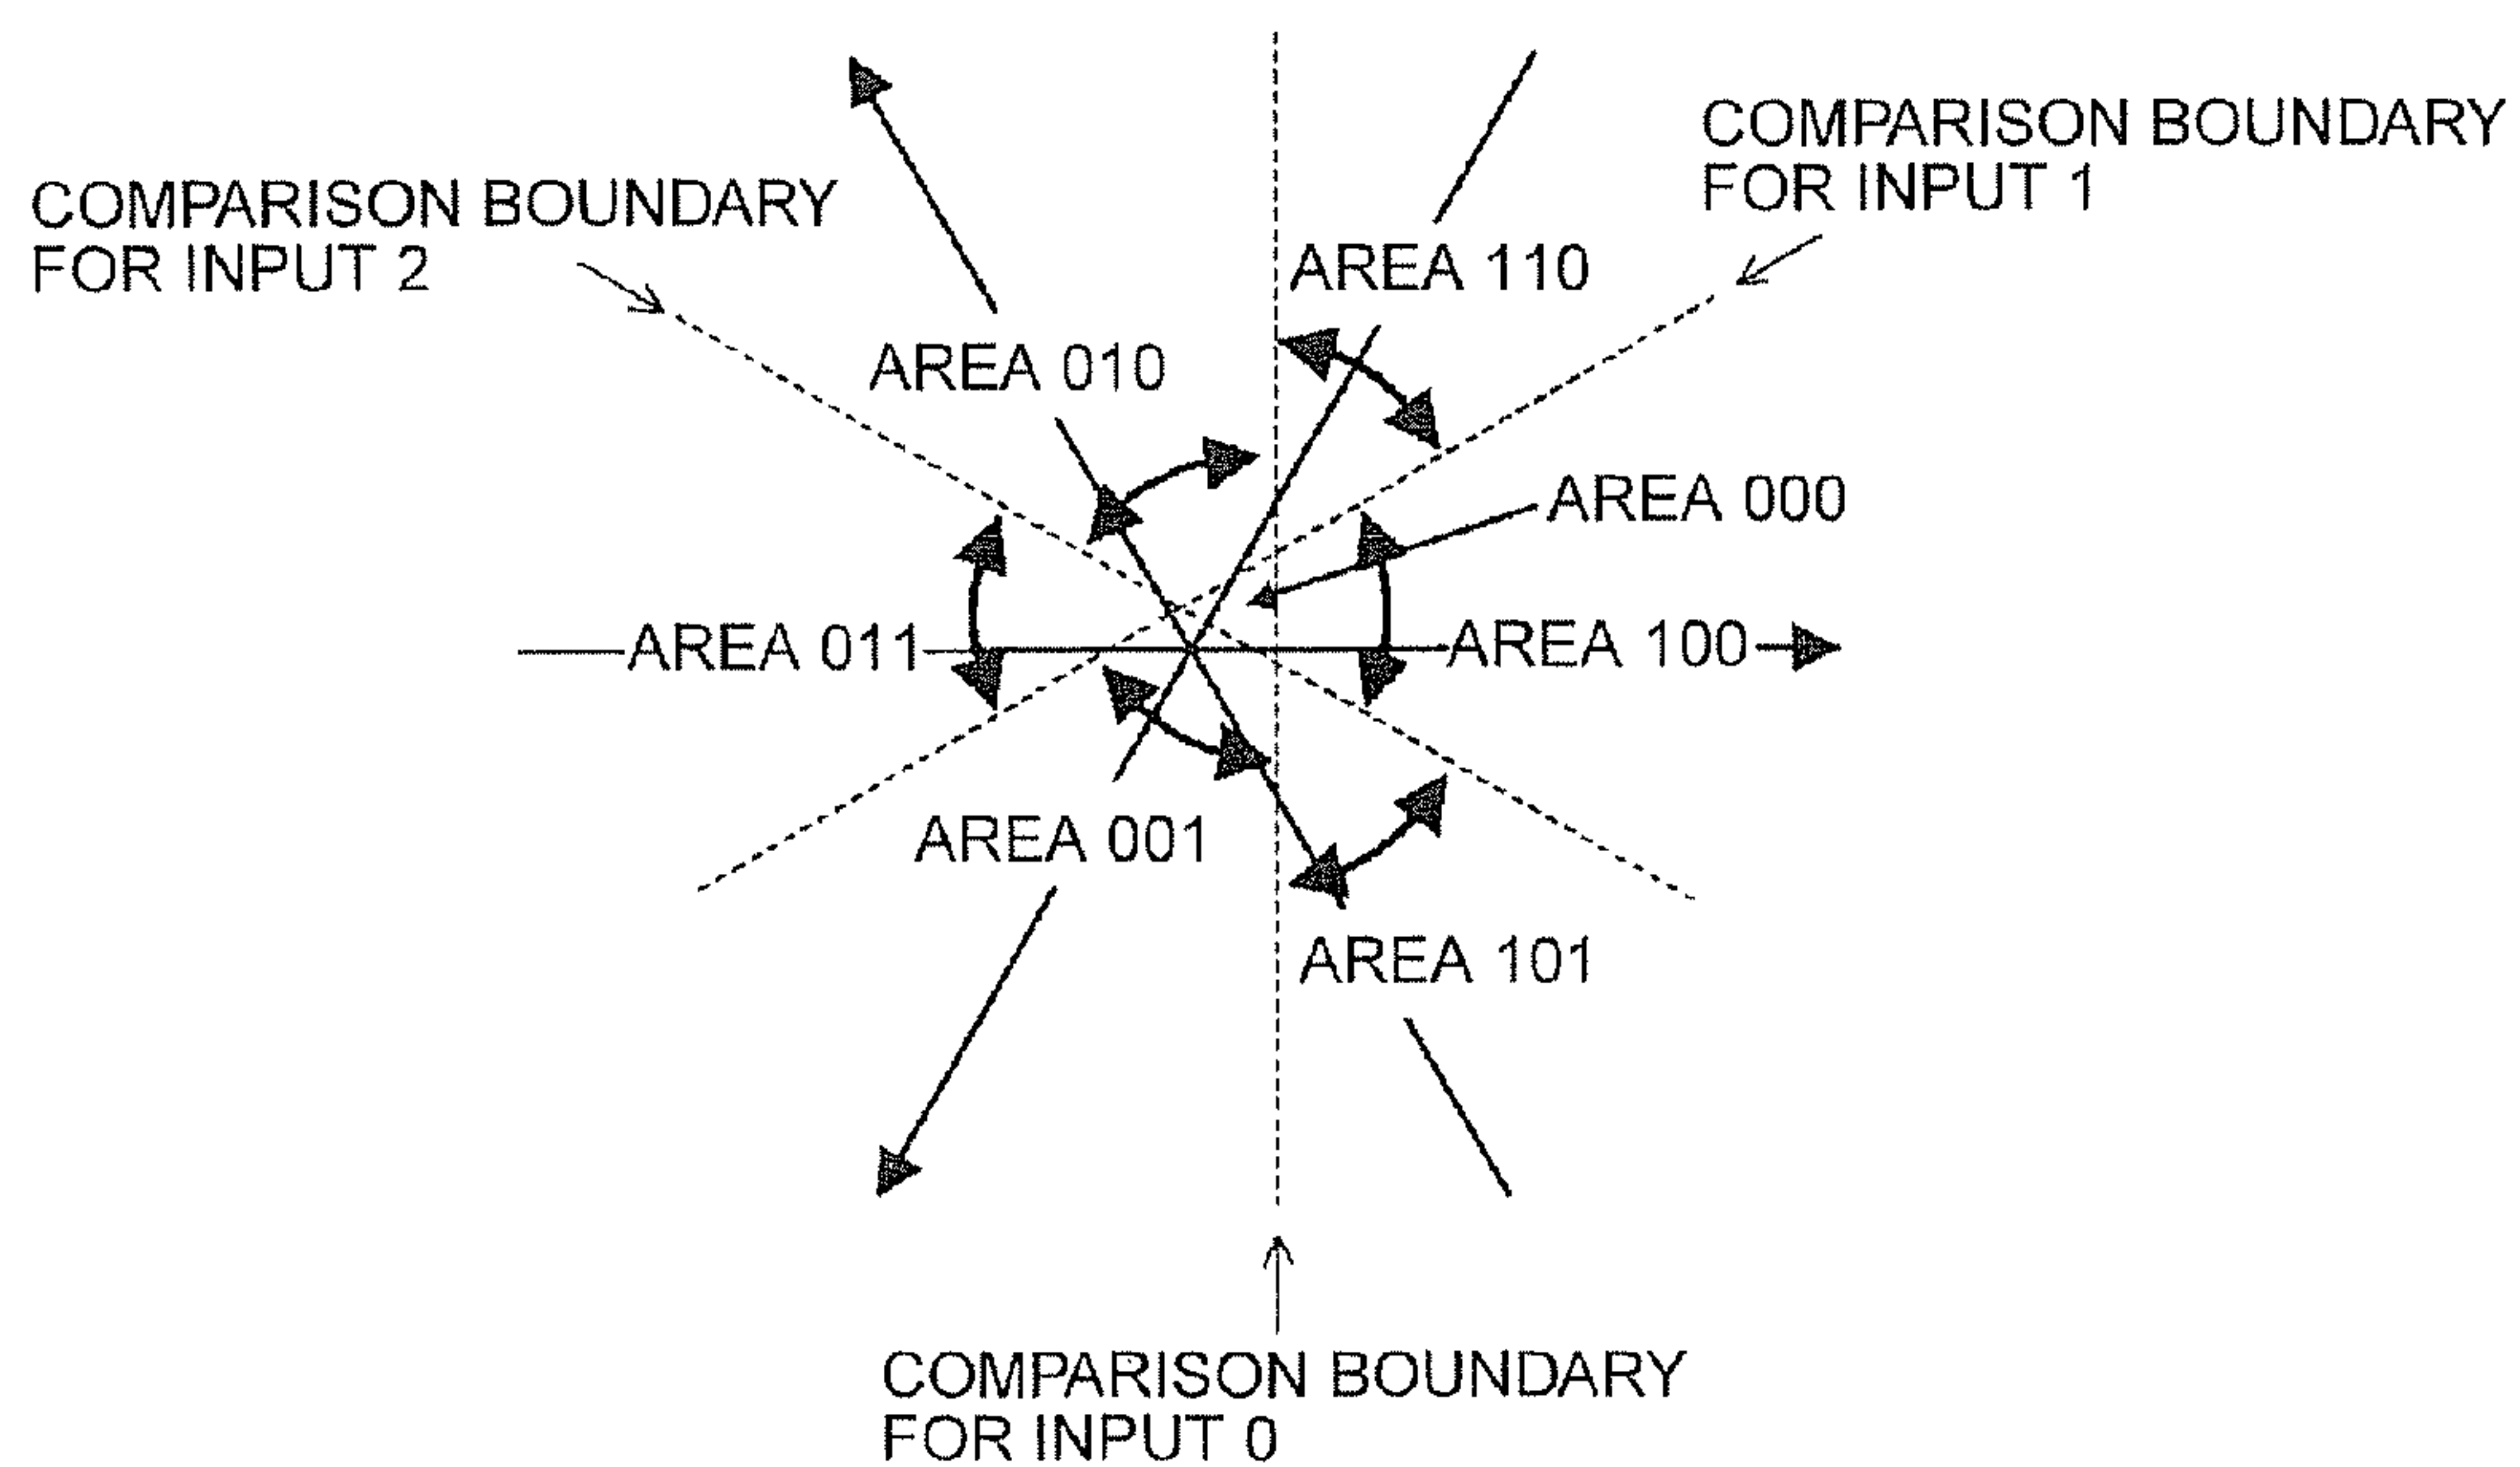 COMPARISON BOUNDARY
FOR INPUT 1
COMPARISON BOUNDARY
FOR INPUT 2
AREA 110
AREA 010
AREA 000
AREA 011
AREA 100
AREA 001
AREA 101
COMPARISON BOUNDARY
FOR INPUT 0